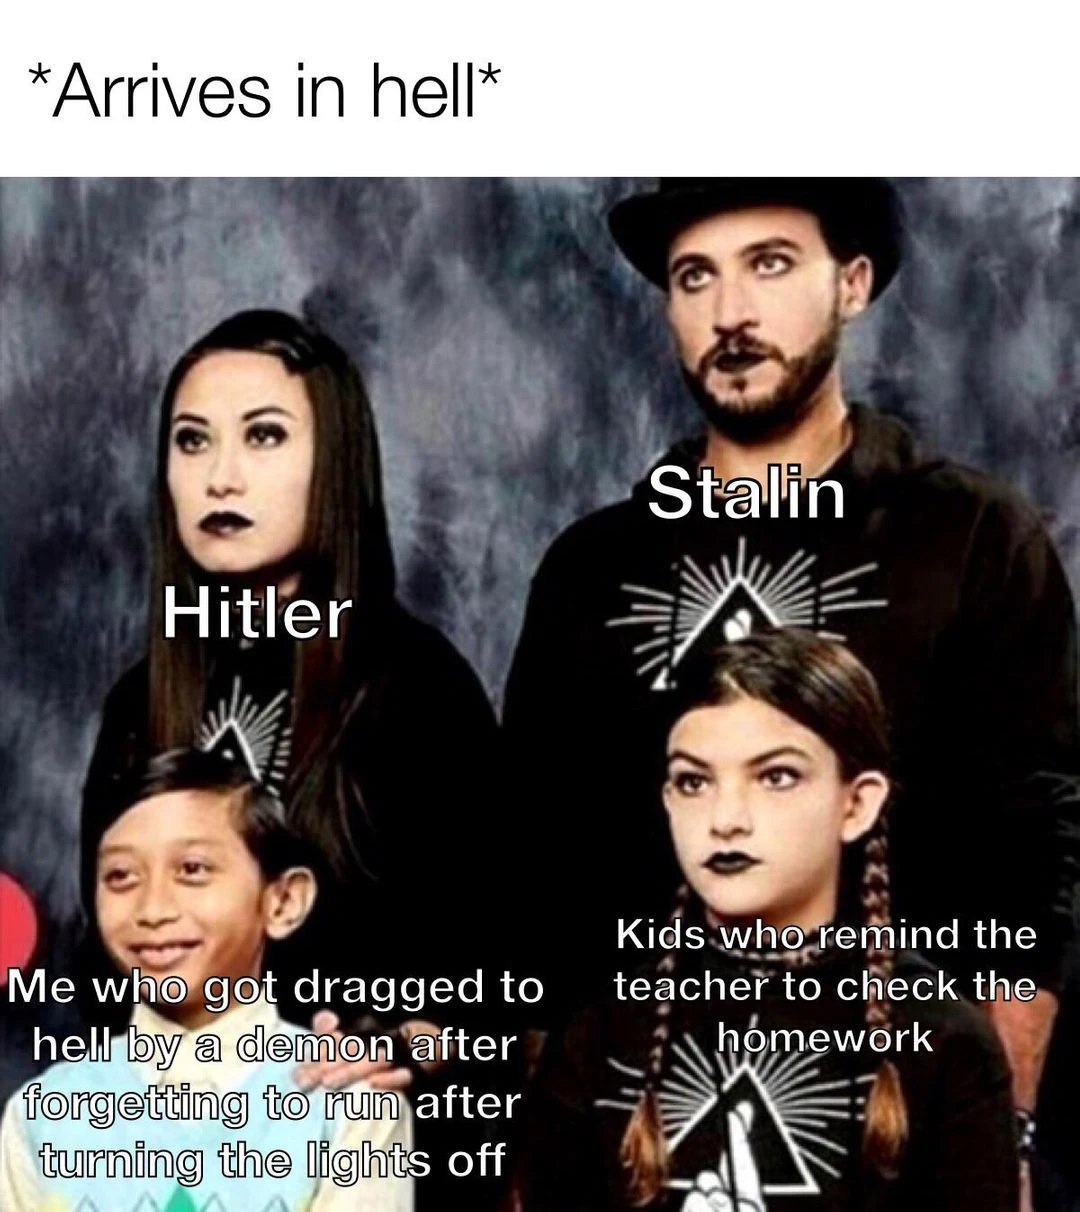 *Arrives in hell*
Stalin
Hitler
Me who got dragged to
hell by a demon after
forgetting to run after
turning the lights off
Kids who remind the
teacher to check the
homework